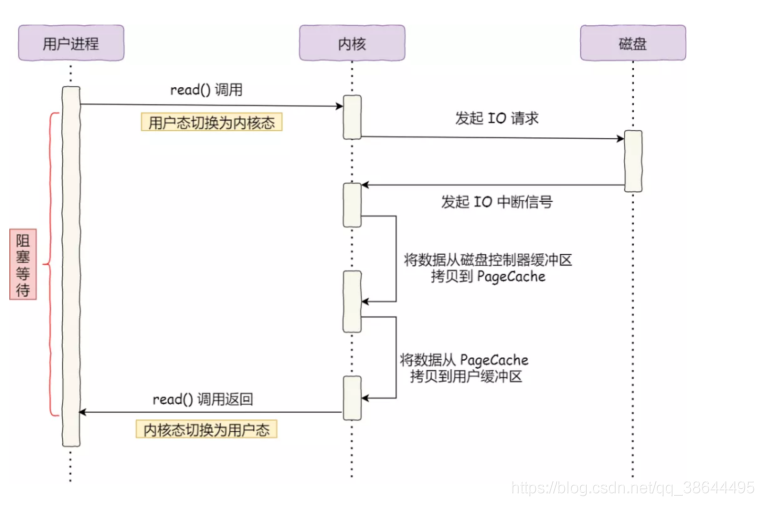 用户进程
内核
磁盘
read() 调用
用户态切换为内核态
发起 IO 请求
发起 IO 中断信号
阻
塞
等
待
将数据从磁盘控制器缓冲区
拷贝到 PageCache
将数据从 PageCache
拷贝到用户缓冲区
read() 调用返回
内核态切换为用户态
https://blog.csdn.net/qq_38644495